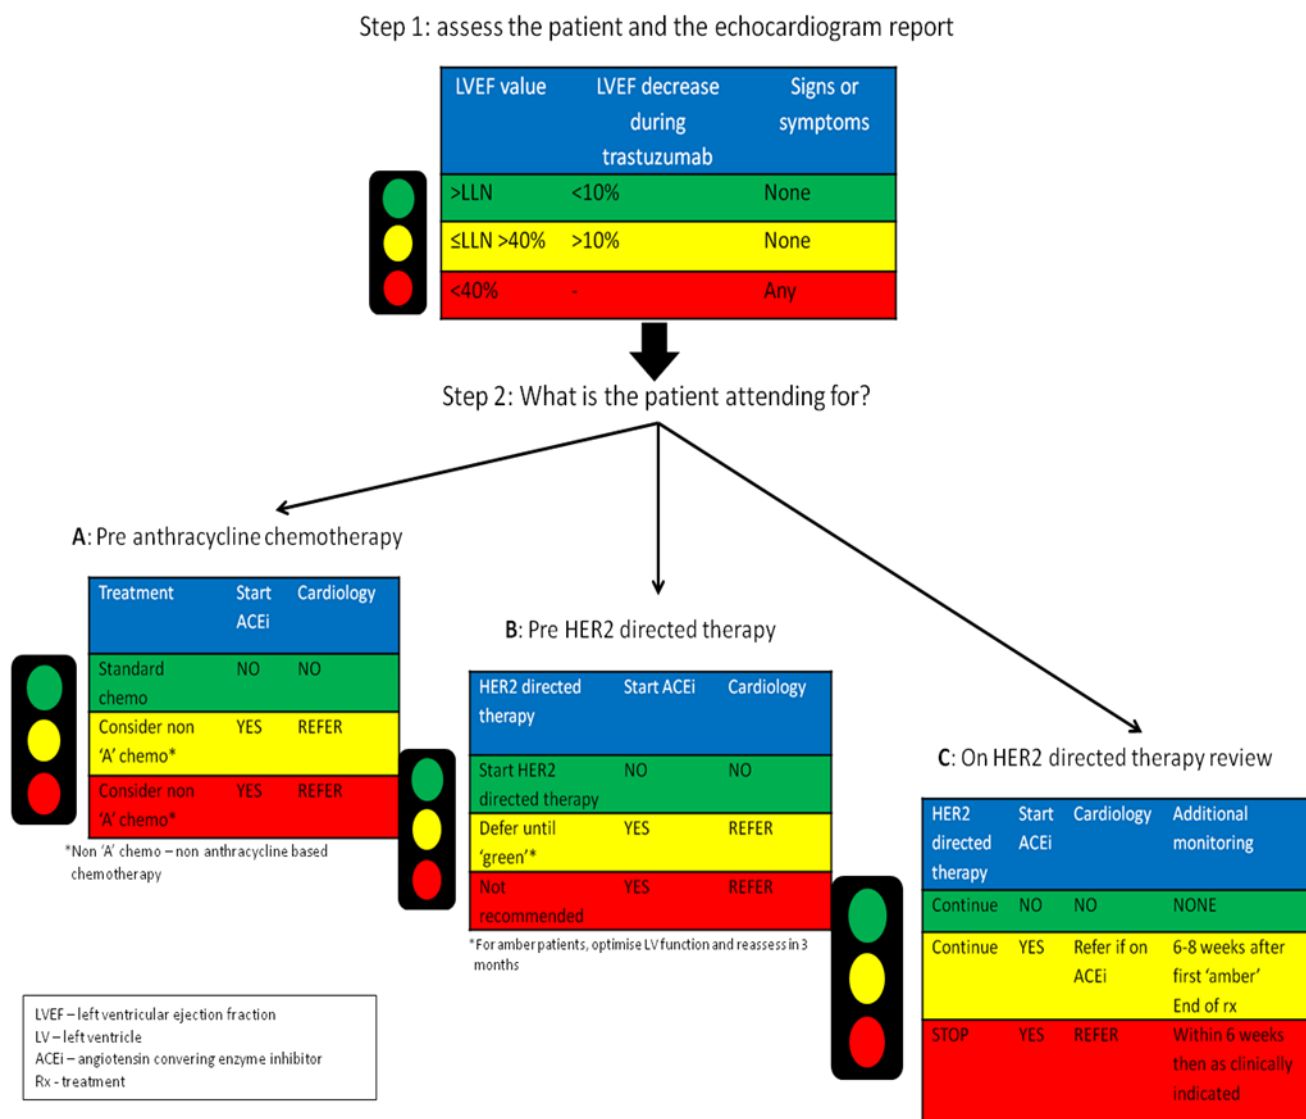 Step 1: assess the patient and the echocardiogram report
LVEF value LVEF decrease Signs or
during symptoms
trastuzumab
>LLN <10% None
≤LLN >40% >10% None
<40% - Any
Step 2: What is the patient attending for?
A: Pre anthracycline chemotherapy
Treatment Start Cardiology
ACEi
Standard NO NO
chemo
Consider non YES REFER
'A' chemo*
Consider non YES REFER
'A' chemo*
*Non 'A' chemo – non anthracycline based
chemotherapy
B: Pre HER2 directed therapy
HER2 directed Start ACEi Cardiology
therapy
Start HER2 NO NO
directed therapy
Defer until YES REFER
'green'*
Not YES REFER
recommended
*For amber patients, optimise LV function and reassess in 3
months
C: On HER2 directed therapy review
HER2 Start Cardiology Additional
directed ACEi monitoring
therapy
Continue NO NO NONE
Continue YES Refer if on 6-8 weeks after
ACEi first 'amber'
End of rx
STOP YES REFER Within 6 weeks
then as clinically
indicated
LVEF – left ventricular ejection fraction
LV – left ventricle
ACEi – angiotensin convering enzyme inhibitor
Rx - treatment